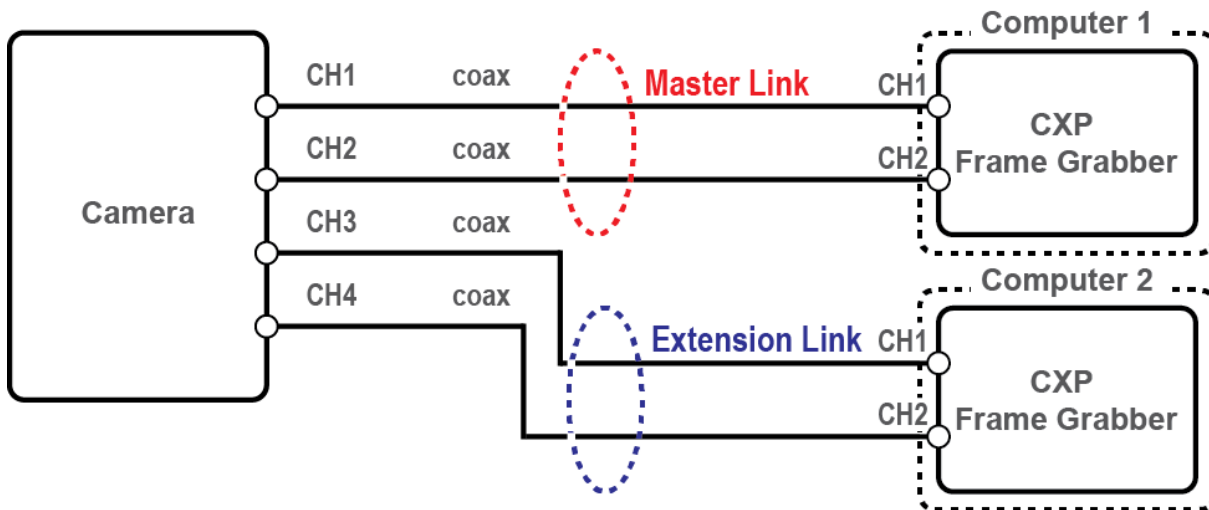 Computer 1
CH1 coax Master Link CH1
CXP
Frame Grabber
CH2 coax CH2
Camera
CH3 coax
Computer 2
CH4 coax
Extension Link CH1
CXP
Frame Grabber
CH2